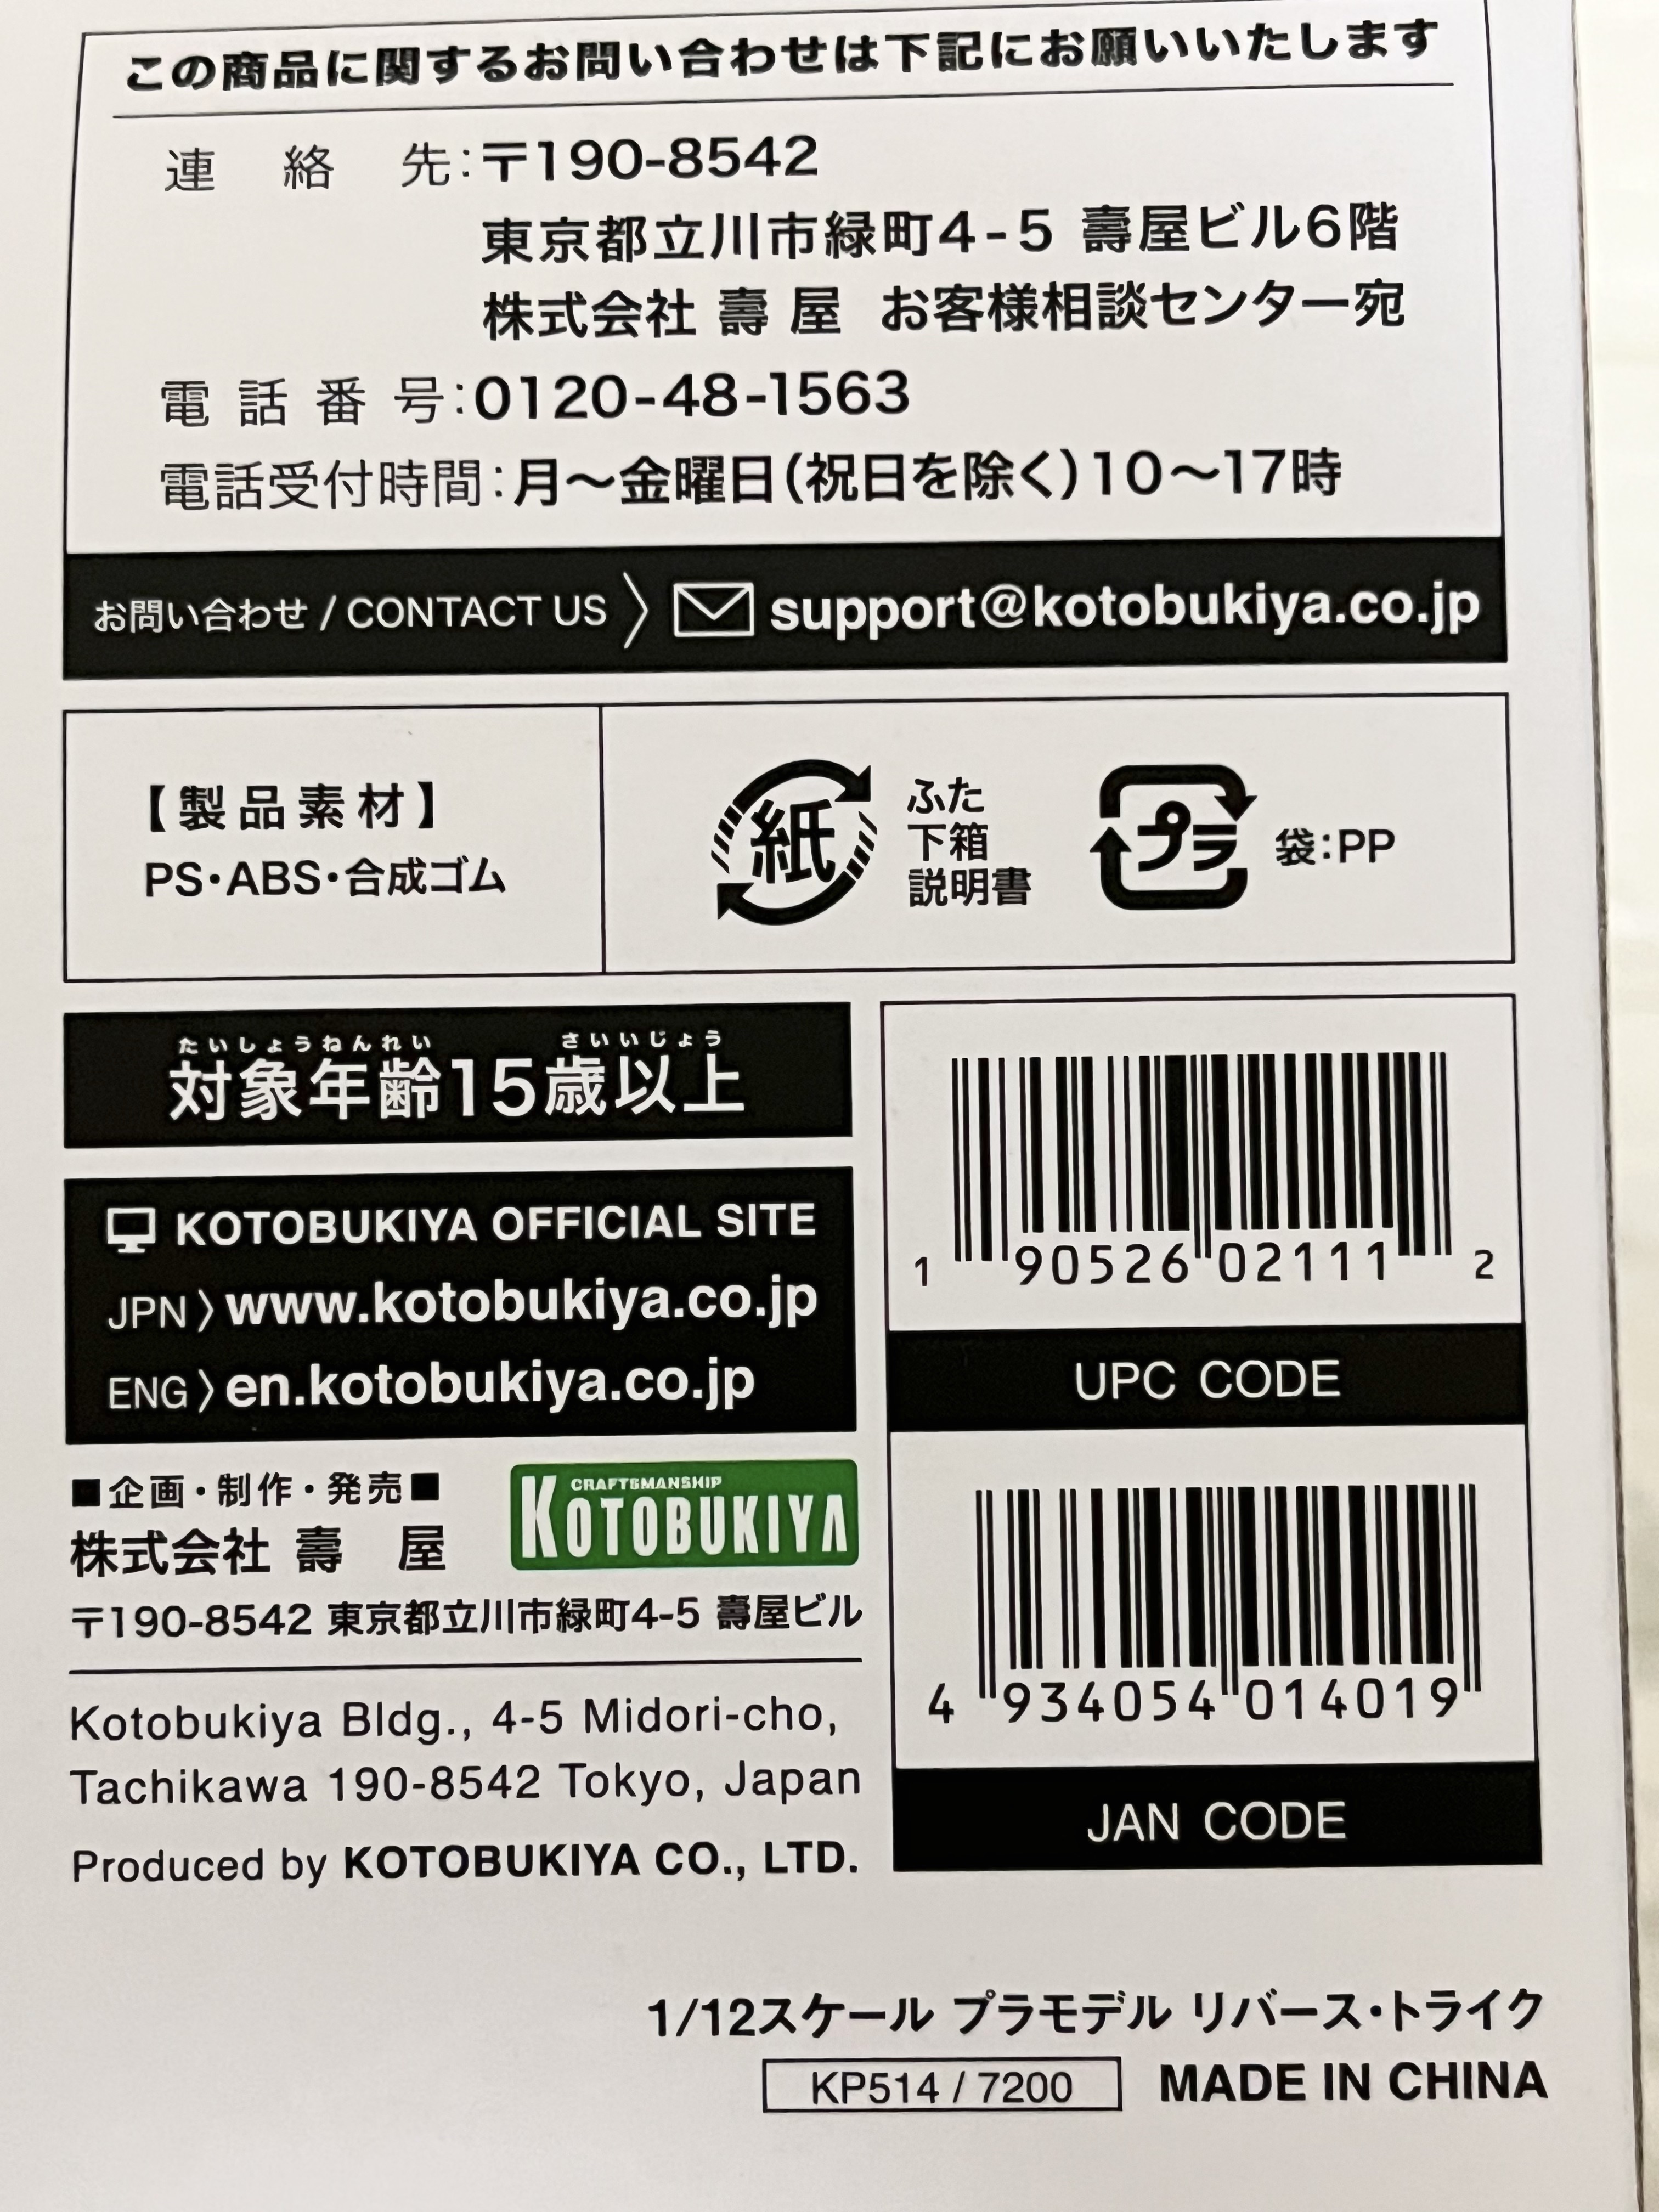 この商品に関するお問い合わせは下記にお願いいたします
連絡先:〒190-8542
東京都立川市緑町4-5 壽屋ビル6階
株式会社 壽屋 お客様相談センター宛
電話番号:0120-48-1563
電話受付時間:月～金曜日(祝日を除く)10～17時
お問い合わせ / CONTACT US 〉 support@kotobukiya.co.jp
【製品素材】
PS・ABS・合成ゴム
紙
ふた
下箱
説明書
プラ
袋:PP
たいしょうねんれい さいいじょう
対象年齢15歳以上
KOTOBUKIYA OFFICIAL SITE
JPN 〉www.kotobukiya.co.jp
ENG 〉en.kotobukiya.co.jp
■企画・制作・発売■
株式会社 壽 屋
CRAFTSMANSHIP
KOTOBUKIYA
〒190-8542 東京都立川市緑町4-5 壽屋ビル
Kotobukiya Bldg., 4-5 Midori-cho,
Tachikawa 190-8542 Tokyo, Japan
Produced by KOTOBUKIYA CO., LTD.
1 90526 02111 2
UPC CODE
4 934054 014019
JAN CODE
1/12スケール プラモデル リバース・トライク
KP514 / 7200 MADE IN CHINA